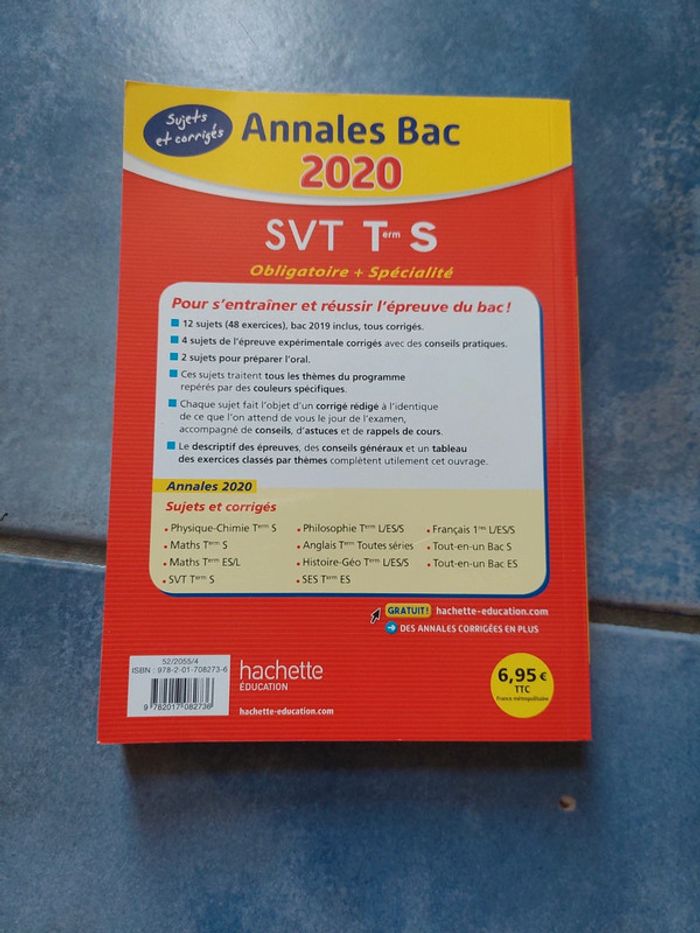 Sujets
et corrigés
Annales Bac
2020
SVT Term S
Obligatoire + Spécialité
Pour s'entraîner et réussir l'épreuve du bac !
12 sujets (48 exercices), bac 2019 inclus, tous corrigés.
4 sujets de l'épreuve expérimentale corrigés avec des conseils pratiques.
2 sujets pour préparer l'oral.
Ces sujets traitent tous les thèmes du programme
repérés par des couleurs spécifiques.
Chaque sujet fait l'objet d'un corrigé rédigé à l'identique
de ce que l'on attend de vous le jour de l'examen,
accompagné de conseils, d'astuces et de rappels de cours.
Le descriptif des épreuves, des conseils généraux et un tableau
des exercices classés par thèmes complètent utilement cet ouvrage.
Annales 2020
Sujets et corrigés
• Physique-Chimie Term S
• Maths Term S
• Maths Term ES/L
• SVT Term S
• Philosophie Term L/ES/S
• Anglais Term Toutes séries
• Histoire-Géo Term L/ES/S
• SES Term ES
• Français 1res L/ES/S
• Tout-en-un Bac S
• Tout-en-un Bac ES
GRATUIT ! hachette-education.com
DES ANNALES CORRIGÉES EN PLUS
52/2055/4
ISBN : 978-2-01-708273-6
9 782017 082736
hachette
ÉDUCATION
hachette-education.com
6,95 €
TTC
France métropolitaine